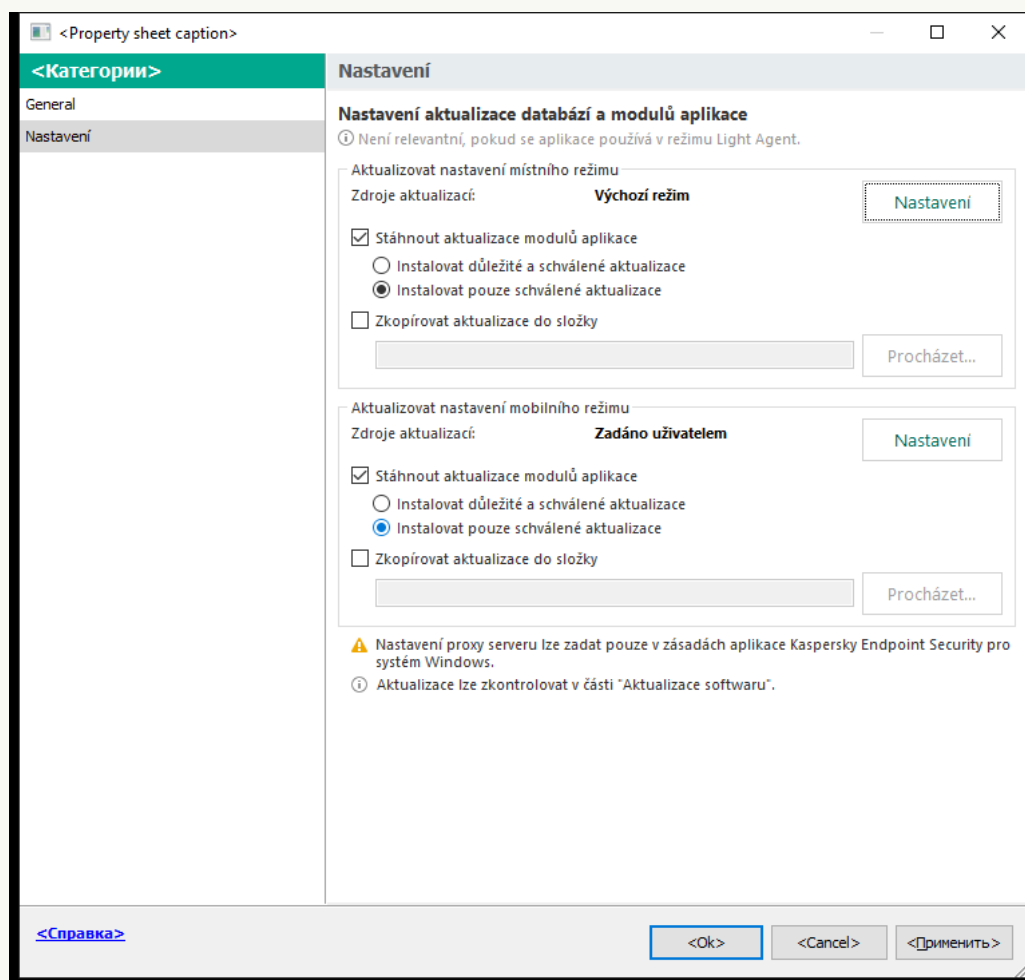 <Property sheet caption>
<Категории>
General
Nastavení
Nastavení
Nastavení aktualizace databází a modulů aplikace
Není relevantní, pokud se aplikace používá v režimu Light Agent.
Aktualizovat nastavení místního režimu
Zdroje aktualizací: Výchozí režim Nastavení
Stáhnout aktualizace modulů aplikace
Instalovat důležité a schválené aktualizace
Instalovat pouze schválené aktualizace
Zkopírovat aktualizace do složky
Procházet...
Aktualizovat nastavení mobilního režimu
Zdroje aktualizací: Zadáno uživatelem Nastavení
Stáhnout aktualizace modulů aplikace
Instalovat důležité a schválené aktualizace
Instalovat pouze schválené aktualizace
Zkopírovat aktualizace do složky
Procházet...
Nastavení proxy serveru lze zadat pouze v zásadách aplikace Kaspersky Endpoint Security pro
systém Windows.
Aktualizace lze zkontrolovat v části "Aktualizace softwaru".
<Справка>
<Ok> <Cancel> <Применить>